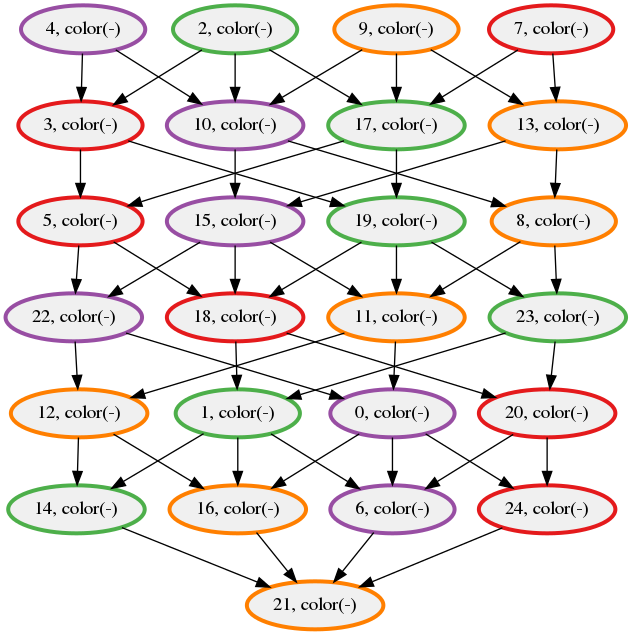 4, color(-)
2, color(-)
9, color(-)
7, color(-)
3, color(-)
10, color(-)
17, color(-)
13, color(-)
5, color(-)
15, color(-)
19, color(-)
8, color(-)
22, color(-)
18, color(-)
11, color(-)
23, color(-)
12, color(-)
1, color(-)
0, color(-)
20, color(-)
14, color(-)
16, color(-)
6, color(-)
24, color(-)
21, color(-)